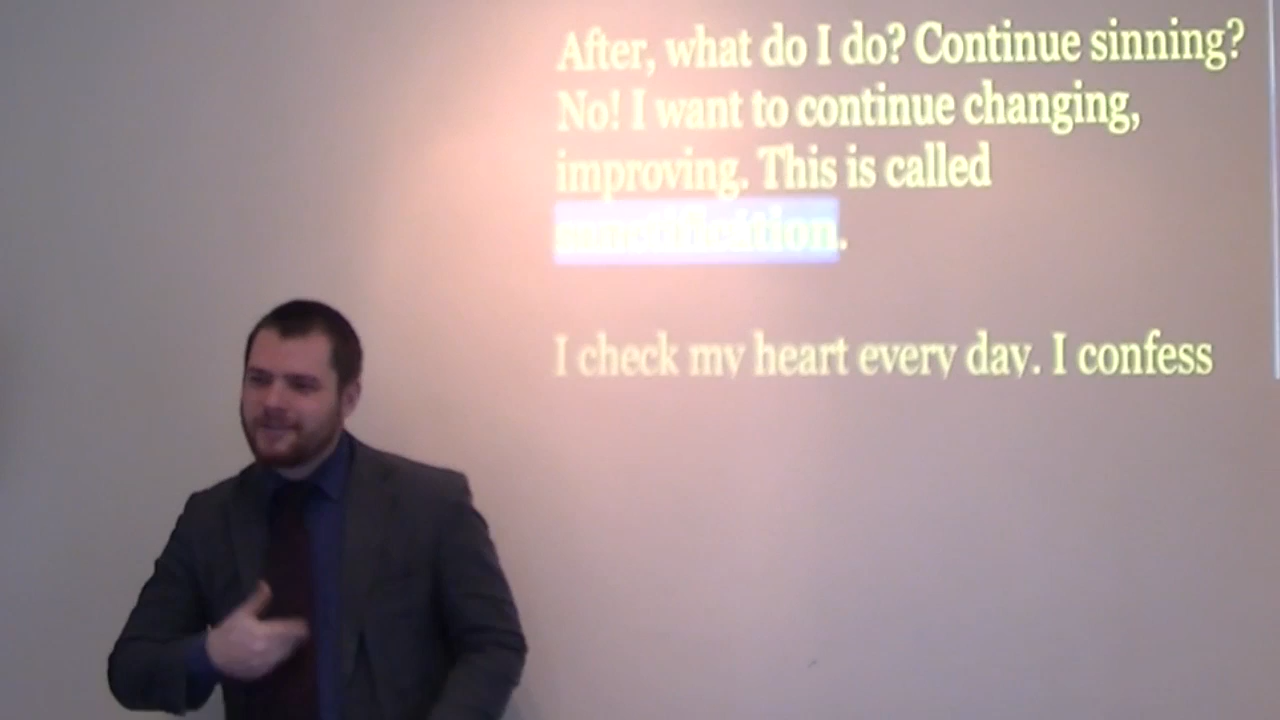 After, what do I do? Continue sinning?
No! I want to continue changing,
improving. This is called
sanctification.
I check my heart every day. I confess